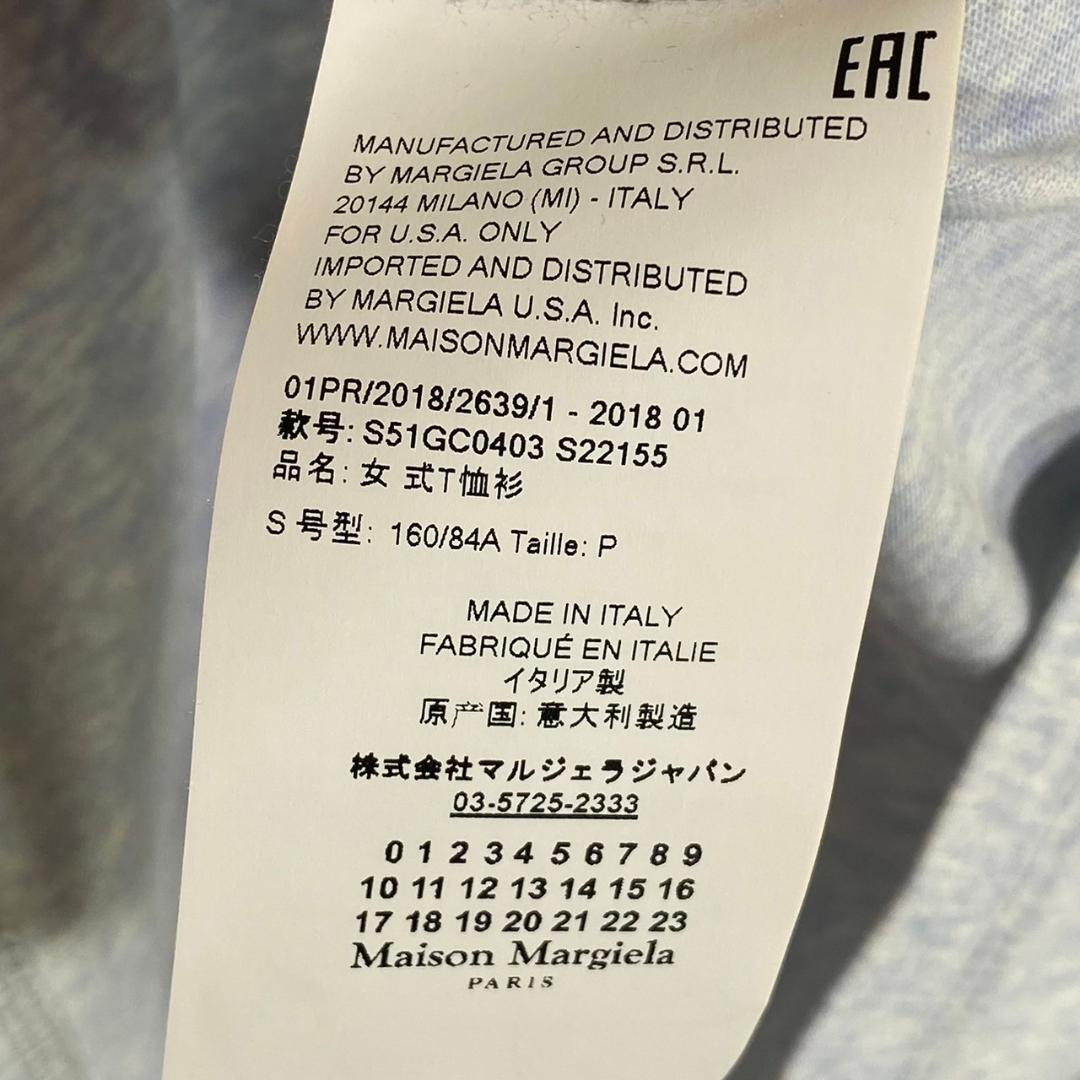 EAC
MANUFACTURED AND DISTRIBUTED
BY MARGIELA GROUP S.R.L.
20144 MILANO (MI) - ITALY
FOR U.S.A. ONLY
IMPORTED AND DISTRIBUTED
BY MARGIELA U.S.A. Inc.
WWW.MAISONMARGIELA.COM
01PR/2018/2639/1 - 2018 01
款号: S51GC0403 S22155
品名: 女 式T恤衫
S 号型: 160/84A Taille: P
MADE IN ITALY
FABRIQUÉ EN ITALIE
イタリア製
原产国: 意大利製造
株式会社マルジェラジャパン
03-5725-2333
0 1 2 3 4 5 6 7 8 9
10 11 12 13 14 15 16
17 18 19 20 21 22 23
Maison Margiela
PARIS